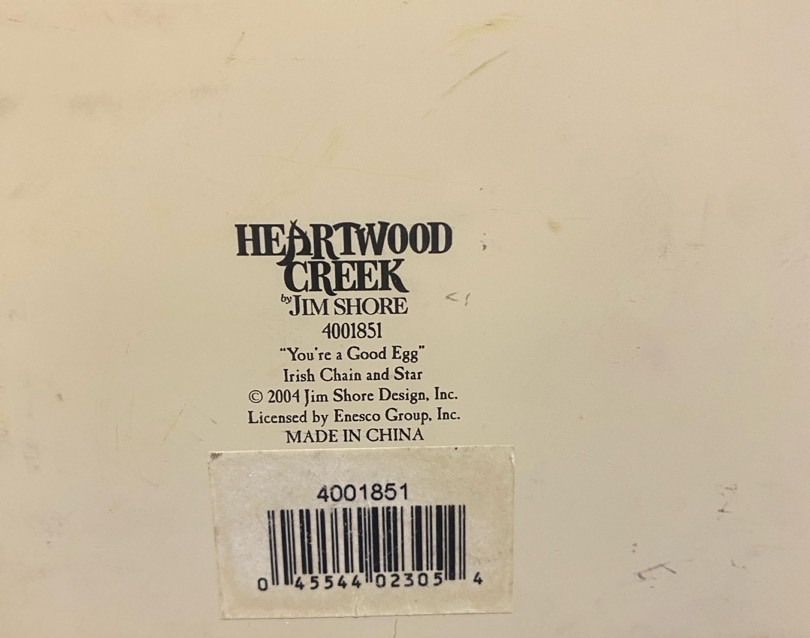 HEARTWOOD
CREEK
by JIM SHORE
4001851
"You're a Good Egg"
Irish Chain and Star
© 2004 Jim Shore Design, Inc.
Licensed by Enesco Group, Inc.
MADE IN CHINA
4001851
0 45544 02305 4